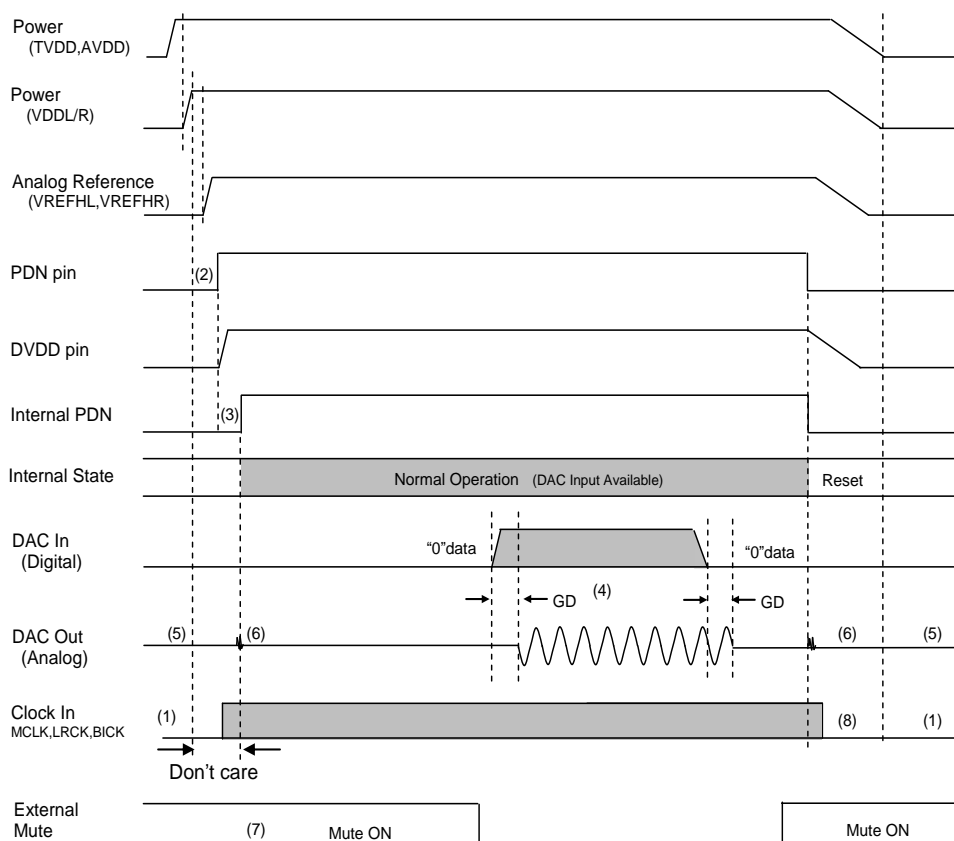 Power
(TVDD,AVDD)
Power
(VDDL/R)
Analog Reference
(VREFHL,VREFHR)
PDN pin
(2)
DVDD pin
Internal PDN
(3)
Internal State
Normal Operation (DAC Input Available)
Reset
DAC In
(Digital)
“0”data
“0”data
GD
(4)
GD
DAC Out
(Analog)
(5)
(6)
(6)
(5)
Clock In
MCLK,LRCK,BICK
(1)
(8)
(1)
Don’t care
External
Mute
(7)
Mute ON
Mute ON